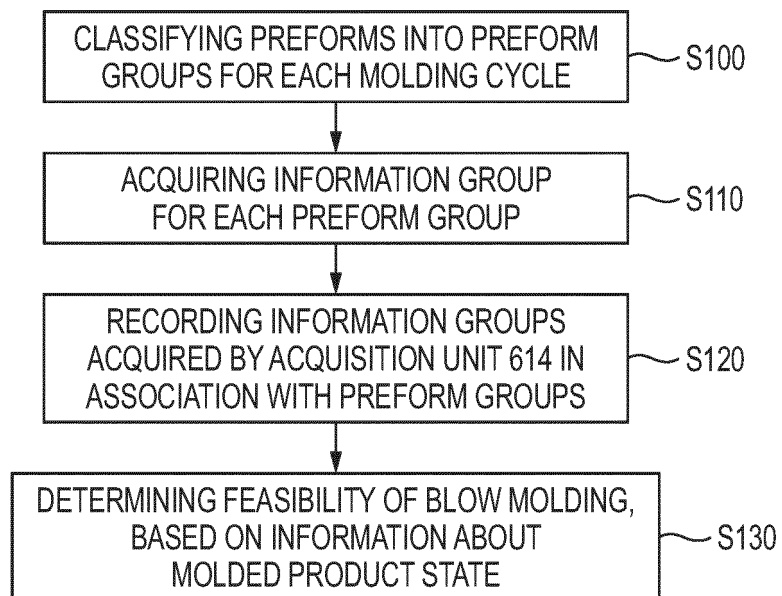 CLASSIFYING PREFORMS INTO PREFORM
GROUPS FOR EACH MOLDING CYCLE
S100
ACQUIRING INFORMATION GROUP
FOR EACH PREFORM GROUP
S110
RECORDING INFORMATION GROUPS
ACQUIRED BY ACQUISITION UNIT 614 IN
ASSOCIATION WITH PREFORM GROUPS
S120
DETERMINING FEASIBILITY OF BLOW MOLDING,
BASED ON INFORMATION ABOUT
MOLDED PRODUCT STATE
S130